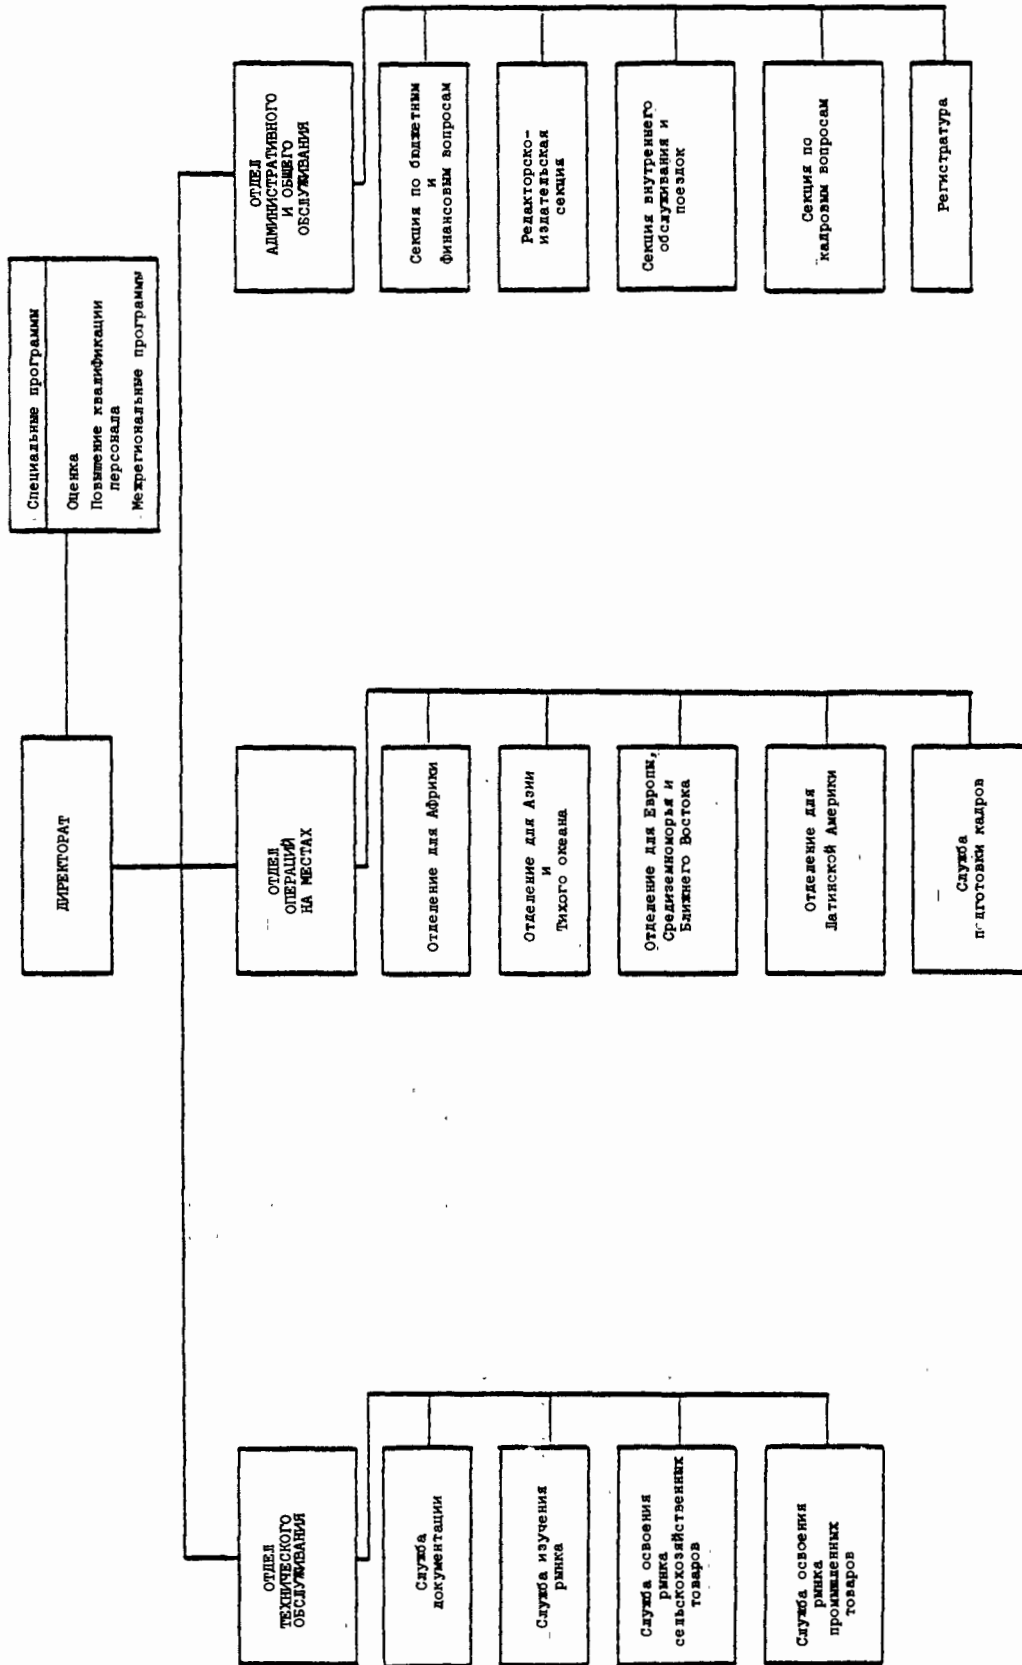 ДИРЕКТОРАТ
Специальные программы
Оценка
Повышение квалификации
персонала
Межрегиональные программы
ОТДЕЛ
ТЕХНИЧЕСКОГО
ОБСЛУЖИВАНИЯ
Служба
документации
Служба изучения
рынка
Служба освоения
рынка
сельскохозяйственных
товаров
Служба освоения
рынка
промышленных
товаров
ОТДЕЛ
ОПЕРАЦИЙ
НА МЕСТАХ
Отделение для Африки
Отделение для Азии
и
Тихого океана
Отделение для Европы,
Средиземноморья и
Ближнего Востока
Отделение для
Латинской Америки
Служба
подготовки кадров
ОТДЕЛ
АДМИНИСТРАТИВНОГО
И ОБЩЕГО
ОБСЛУЖИВАНИЯ
Секция по бюджетным
и
финансовым вопросам
Редакторско-
издательская
секция
Секция внутреннего
обслуживания и
поездок
Секция по
кадровым вопросам
Регистратура